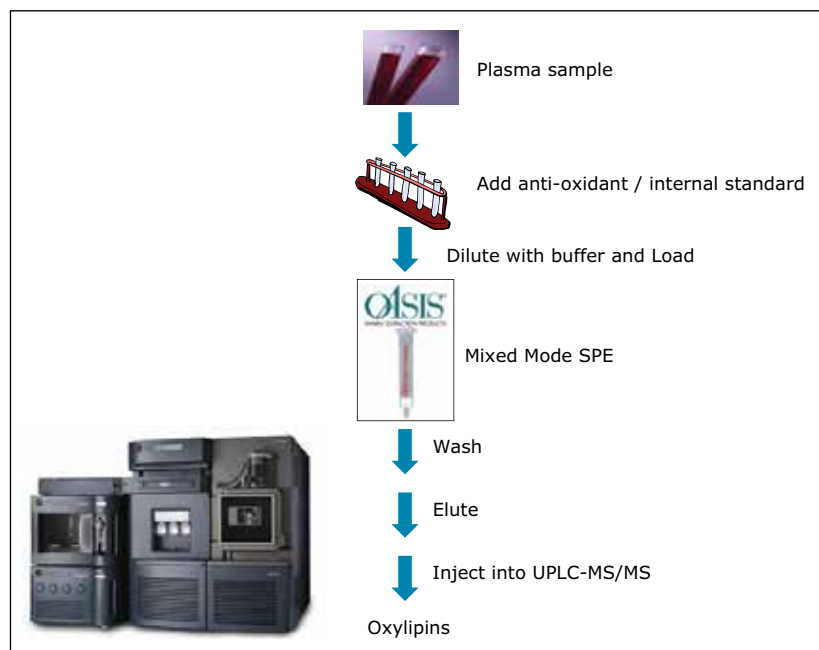 Plasma sample
Add anti-oxidant / internal standard
Dilute with buffer and Load
OASIS
Mixed Mode SPE
Wash
Elute
Inject into UPLC-MS/MS
Oxylipins